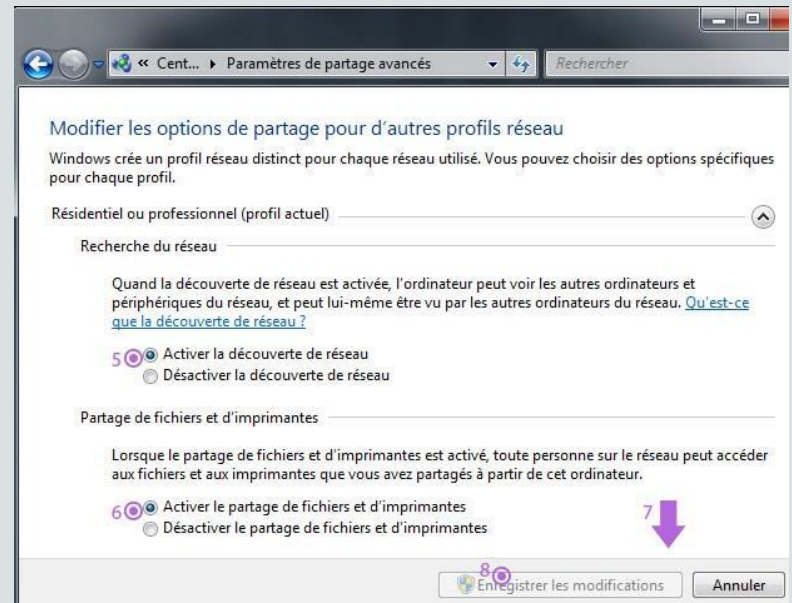 « Cent... ▸ Paramètres de partage avancés
Rechercher
Modifier les options de partage pour d'autres profils réseau
Windows crée un profil réseau distinct pour chaque réseau utilisé. Vous pouvez choisir des options spécifiques
pour chaque profil.
Résidentiel ou professionnel (profil actuel)
Recherche du réseau
Quand la découverte de réseau est activée, l'ordinateur peut voir les autres ordinateurs et
périphériques du réseau, et peut lui-même être vu par les autres ordinateurs du réseau. Qu'est-ce
que la découverte de réseau ?
5 Activer la découverte de réseau
Désactiver la découverte de réseau
Partage de fichiers et d'imprimantes
Lorsque le partage de fichiers et d'imprimantes est activé, toute personne sur le réseau peut accéder
aux fichiers et aux imprimantes que vous avez partagés à partir de cet ordinateur.
6 Activer le partage de fichiers et d'imprimantes
Désactiver le partage de fichiers et d'imprimantes
7
8
Enregistrer les modifications
Annuler